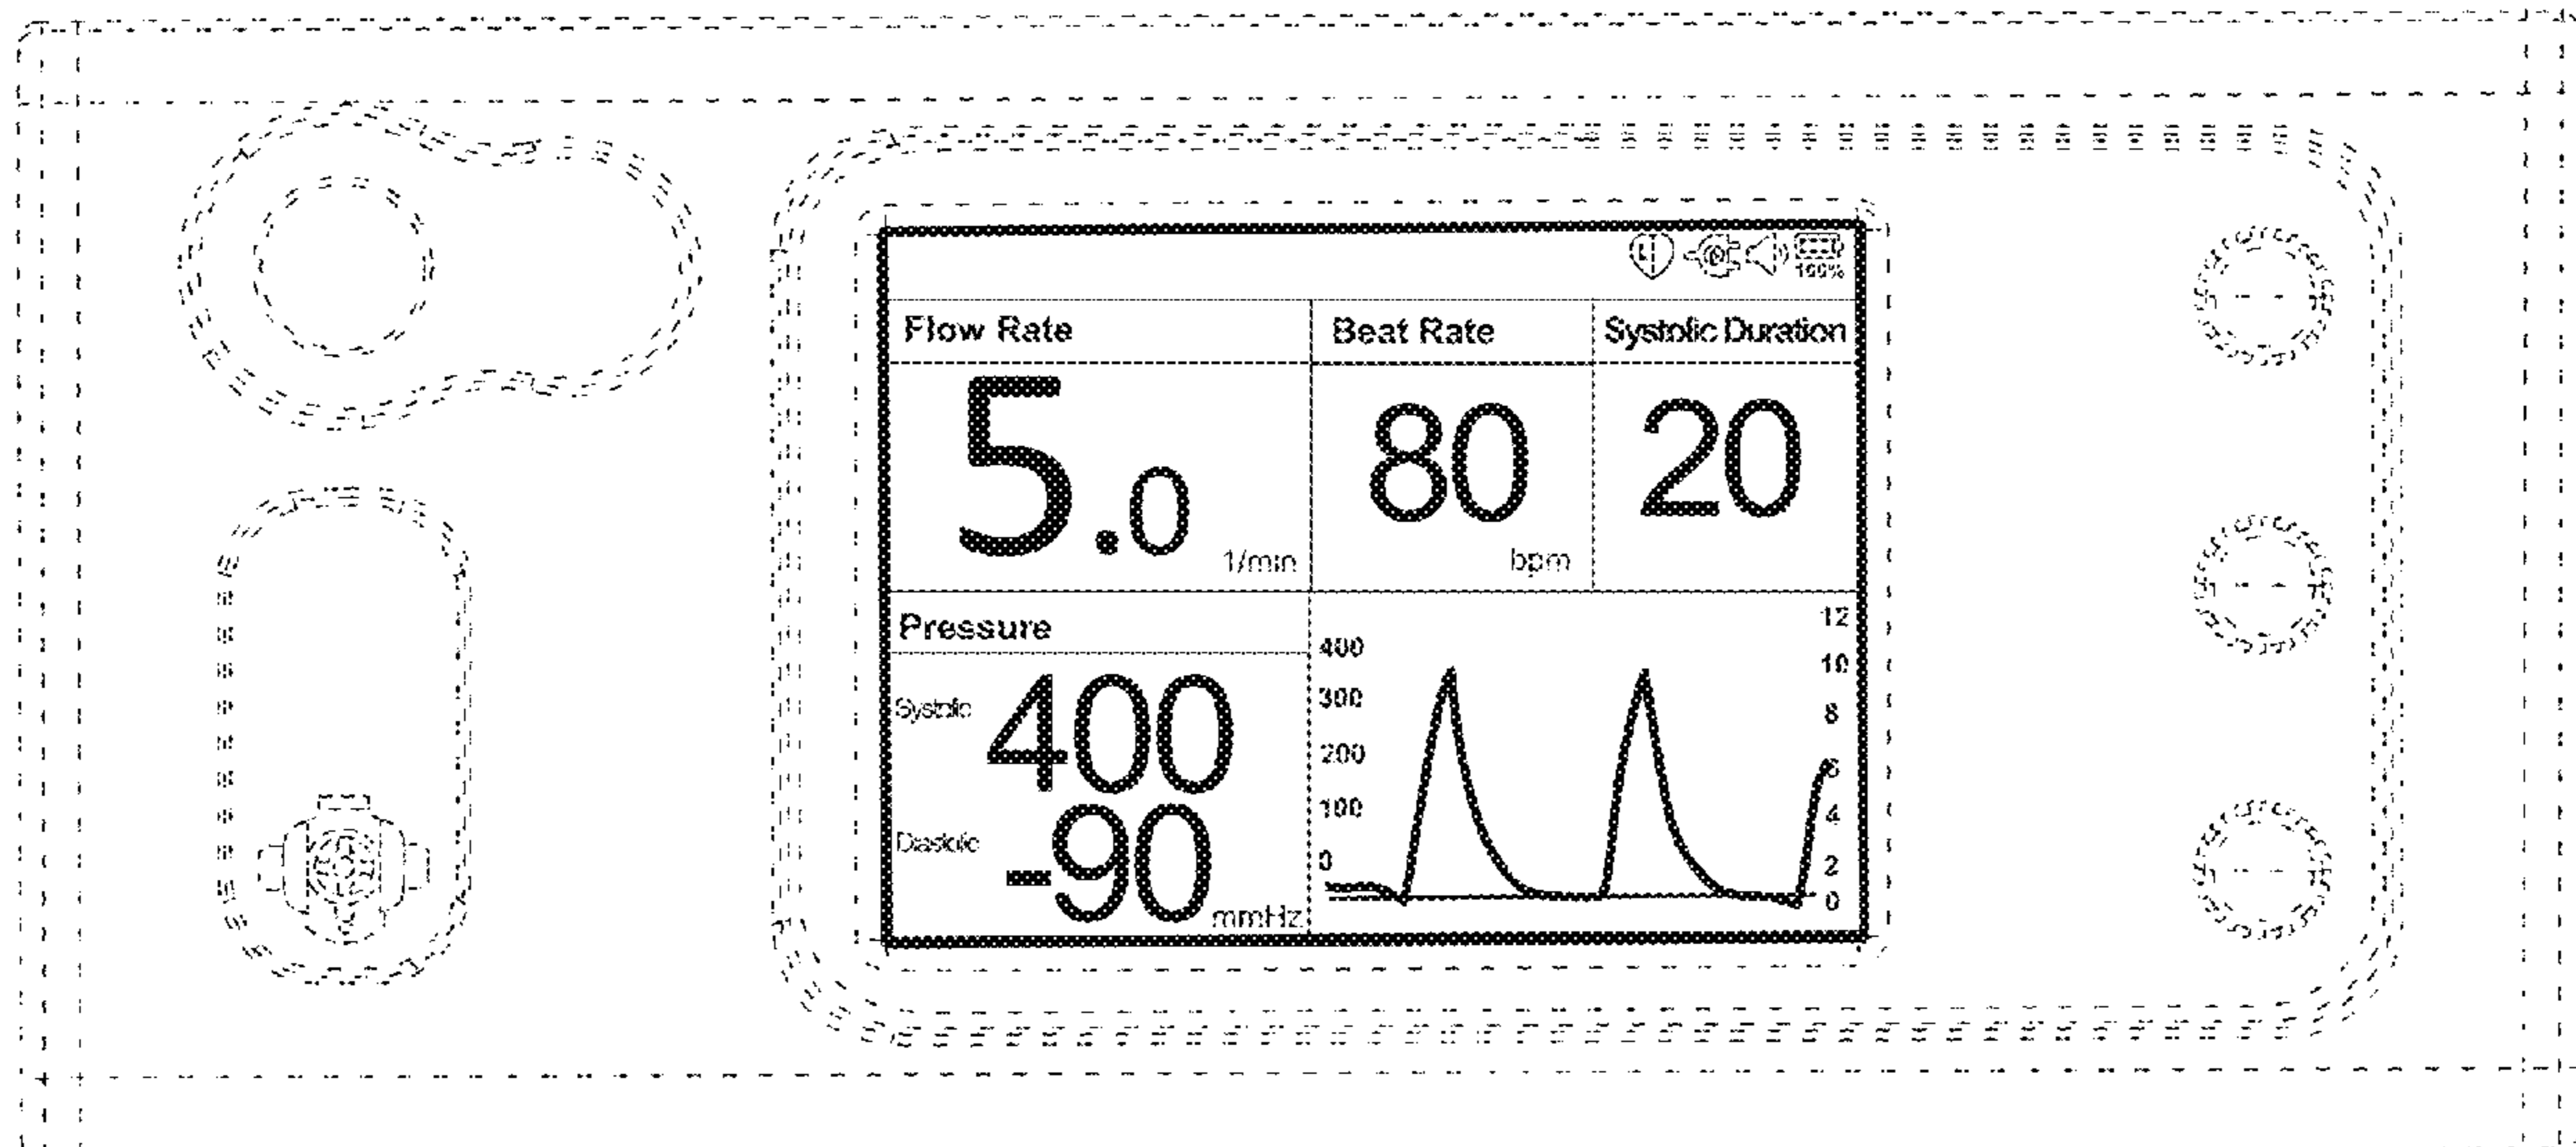 100%
Flow Rate
Beat Rate
Systolic Duration
5.0
1/min
80
bpm
20
Pressure
Systolic
400
Diastolic
-90
mmHz
400
300
200
100
0
12
10
8
6
4
2
0